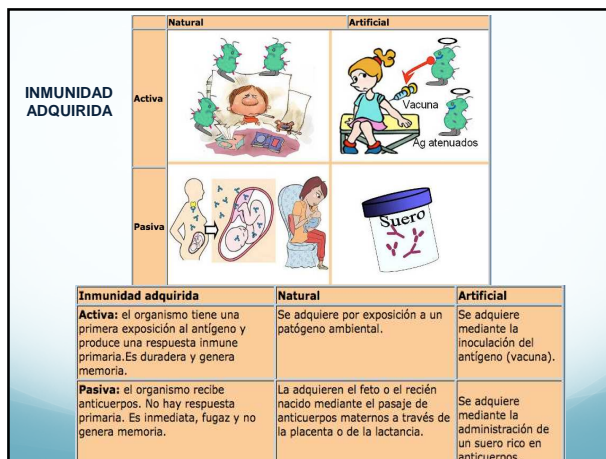 Natural
Artificial
INMUNIDAD
ADQUIRIDA
Activa
Vacuna
Ag atenuados
Pasiva
Suero
Inmunidad adquirida
Natural
Artificial
Activa: el organismo tiene una
primera exposición al antígeno y
produce una respuesta inmune
primaria.Es duradera y genera
memoria.
Se adquiere por exposición a un
patógeno ambiental.
Se adquiere
mediante la
inoculación del
antígeno (vacuna).
Pasiva: el organismo recibe
anticuerpos. No hay respuesta
primaria. Es inmediata, fugaz y no
genera memoria.
La adquieren el feto o el recién
nacido mediante el pasaje de
anticuerpos maternos a través de
la placenta o de la lactancia.
Se adquiere
mediante la
administración de
un suero rico en
anticuerpos